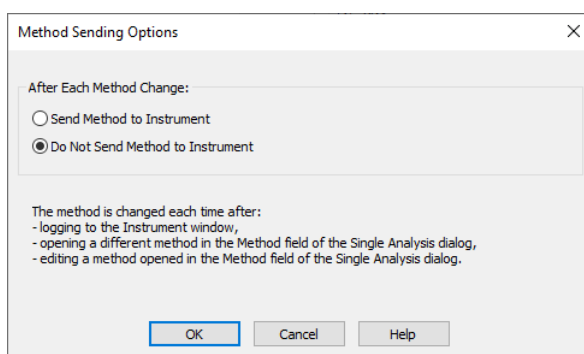 Method Sending Options
After Each Method Change:
Send Method to Instrument
Do Not Send Method to Instrument
The method is changed each time after:
- logging to the Instrument window,
- opening a different method in the Method field of the Single Analysis dialog,
- editing a method opened in the Method field of the Single Analysis dialog.
OK Cancel Help